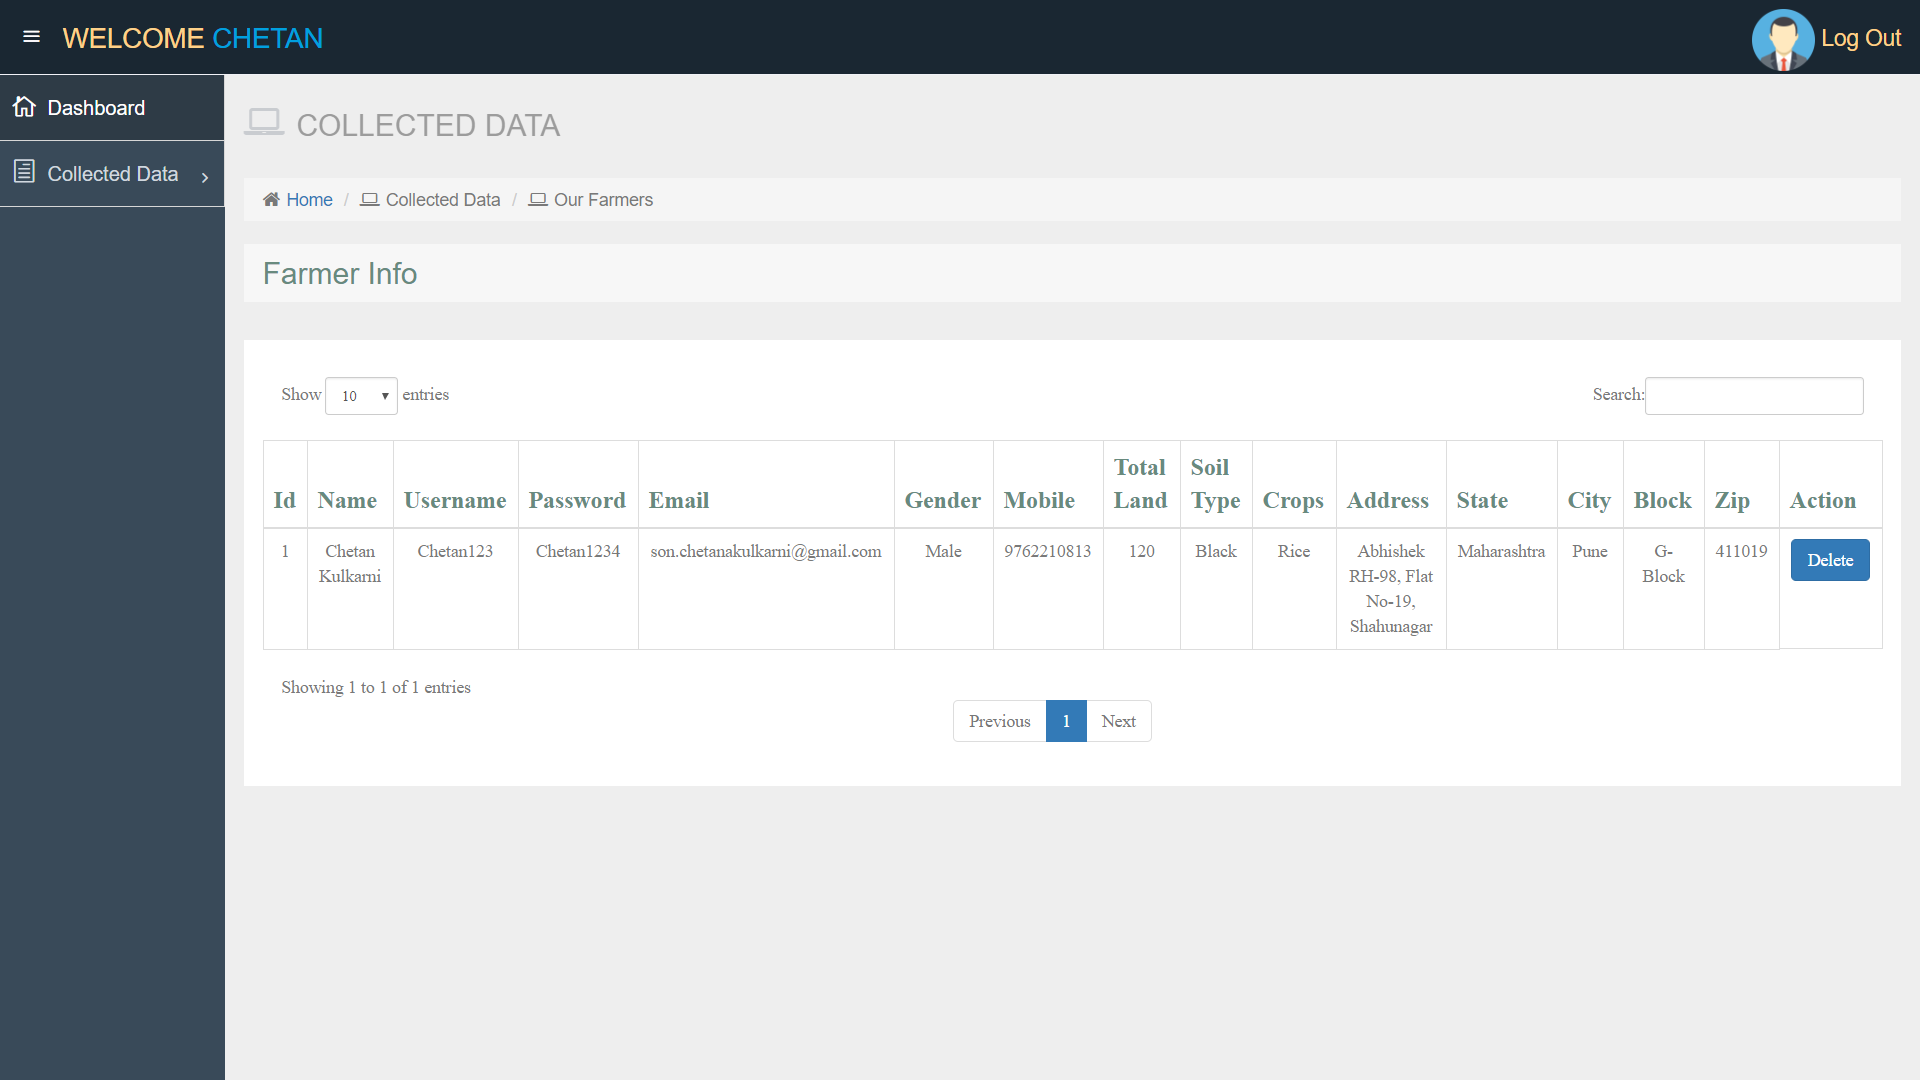 WELCOME CHETAN
Log Out
Dashboard
Collected Data
COLLECTED DATA
Home / Collected Data / Our Farmers
Farmer Info
Show 10 entries
Search:
Id Name Username Password Email Gender Mobile Total Land Soil Type Crops Address State City Block Zip Action
1 Chetan Kulkarni Chetan123 Chetan1234 son.chetanakulkarni@gmail.com Male 9762210813 120 Black Rice Abhishek RH-98, Flat No-19, Shahunagar Maharashtra Pune G-Block 411019 Delete
Showing 1 to 1 of 1 entries
Previous 1 Next